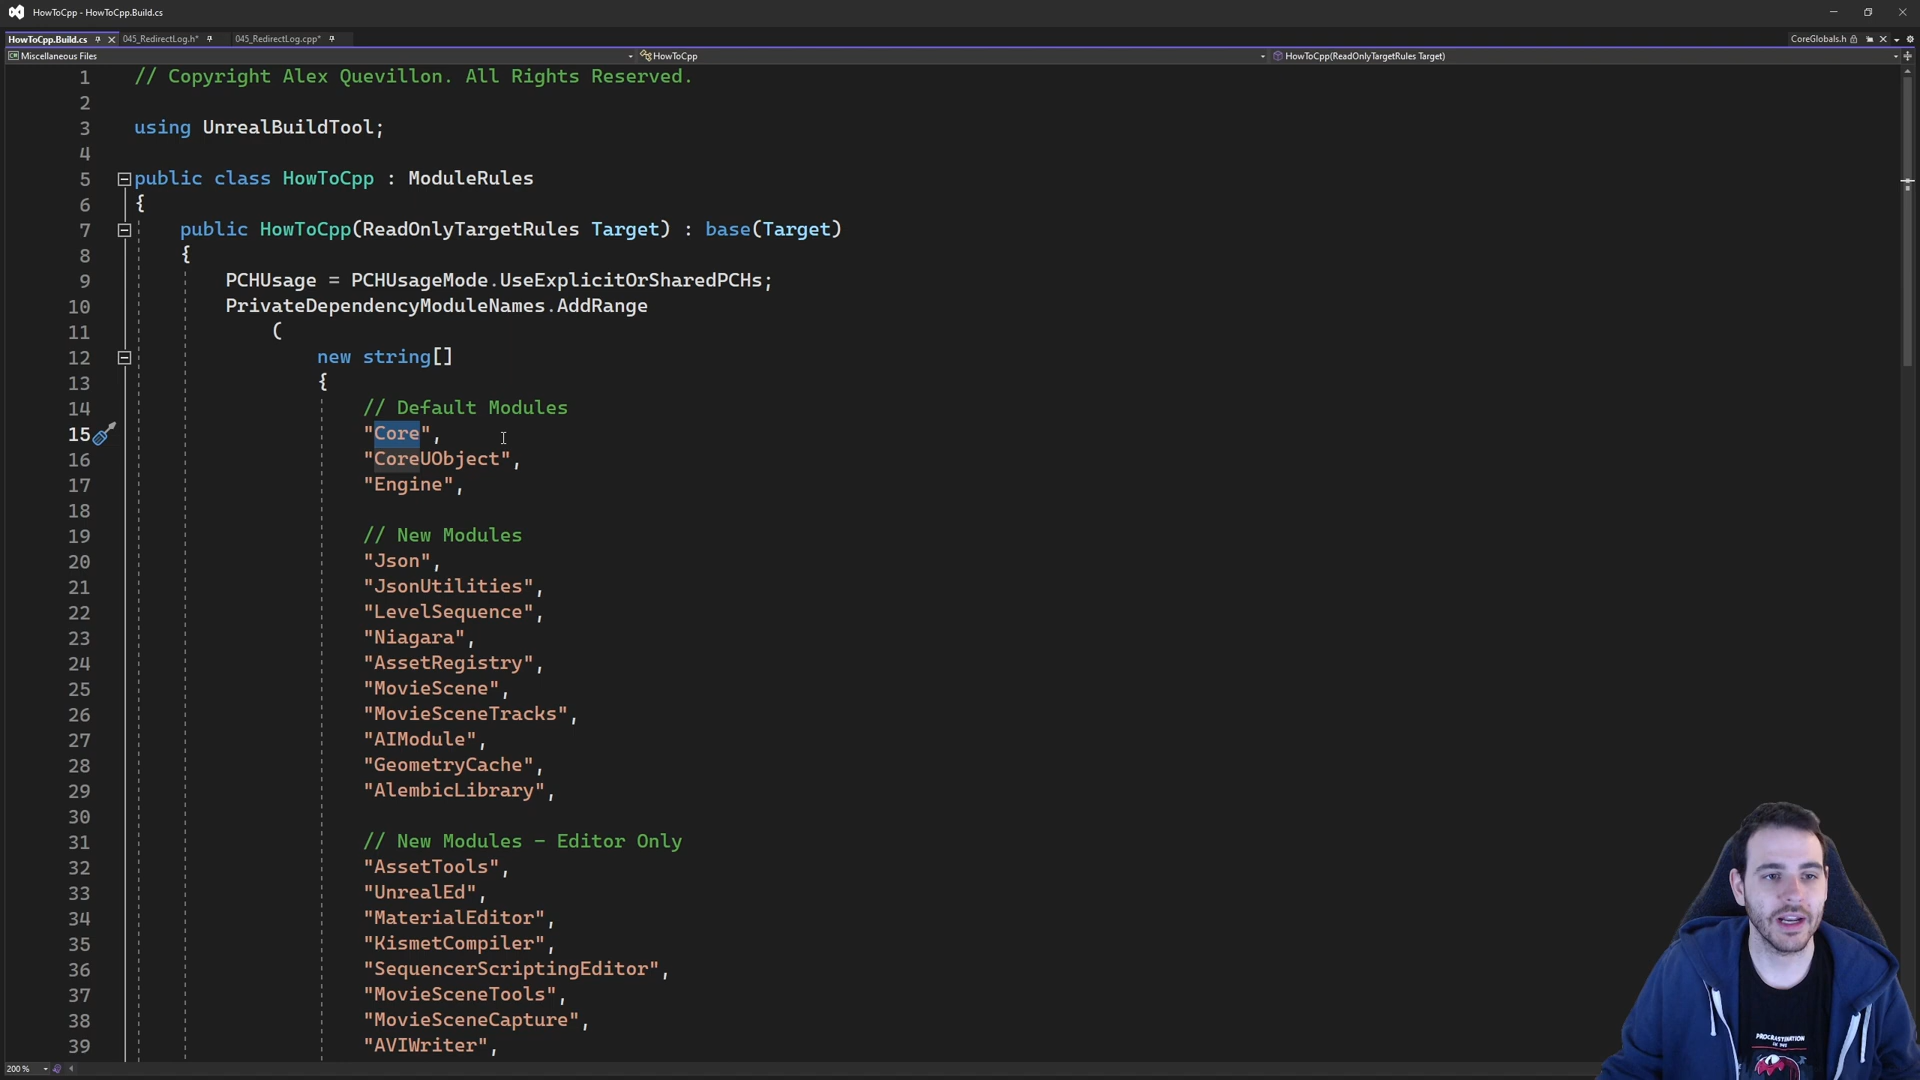 HowToCpp - HowToCpp.Build.cs
HowToCpp.Build.cs
045_RedirectLog.h*
045_RedirectLog.cpp*
CoreGlobals.h
Miscellaneous Files
HowToCpp
HowToCpp(ReadOnlyTargetRules Target)
1 // Copyright Alex Quevillon. All Rights Reserved.
2
3 using UnrealBuildTool;
4
5 public class HowToCpp : ModuleRules
6 {
7 public HowToCpp(ReadOnlyTargetRules Target) : base(Target)
8 {
9 PCHUsage = PCHUsageMode.UseExplicitOrSharedPCHs;
10 PrivateDependencyModuleNames.AddRange
11 (
12 new string[]
13 {
14 // Default Modules
15 "Core",
16 "CoreUObject",
17 "Engine",
18
19 // New Modules
20 "Json",
21 "JsonUtilities",
22 "LevelSequence",
23 "Niagara",
24 "AssetRegistry",
25 "MovieScene",
26 "MovieSceneTracks",
27 "AIModule",
28 "GeometryCache",
29 "AlembicLibrary",
30
31 // New Modules - Editor Only
32 "AssetTools",
33 "UnrealEd",
34 "MaterialEditor",
35 "KismetCompiler",
36 "SequencerScriptingEditor",
37 "MovieSceneTools",
38 "MovieSceneCapture",
39 "AVIWriter",
200 %
PROCRASTINATION